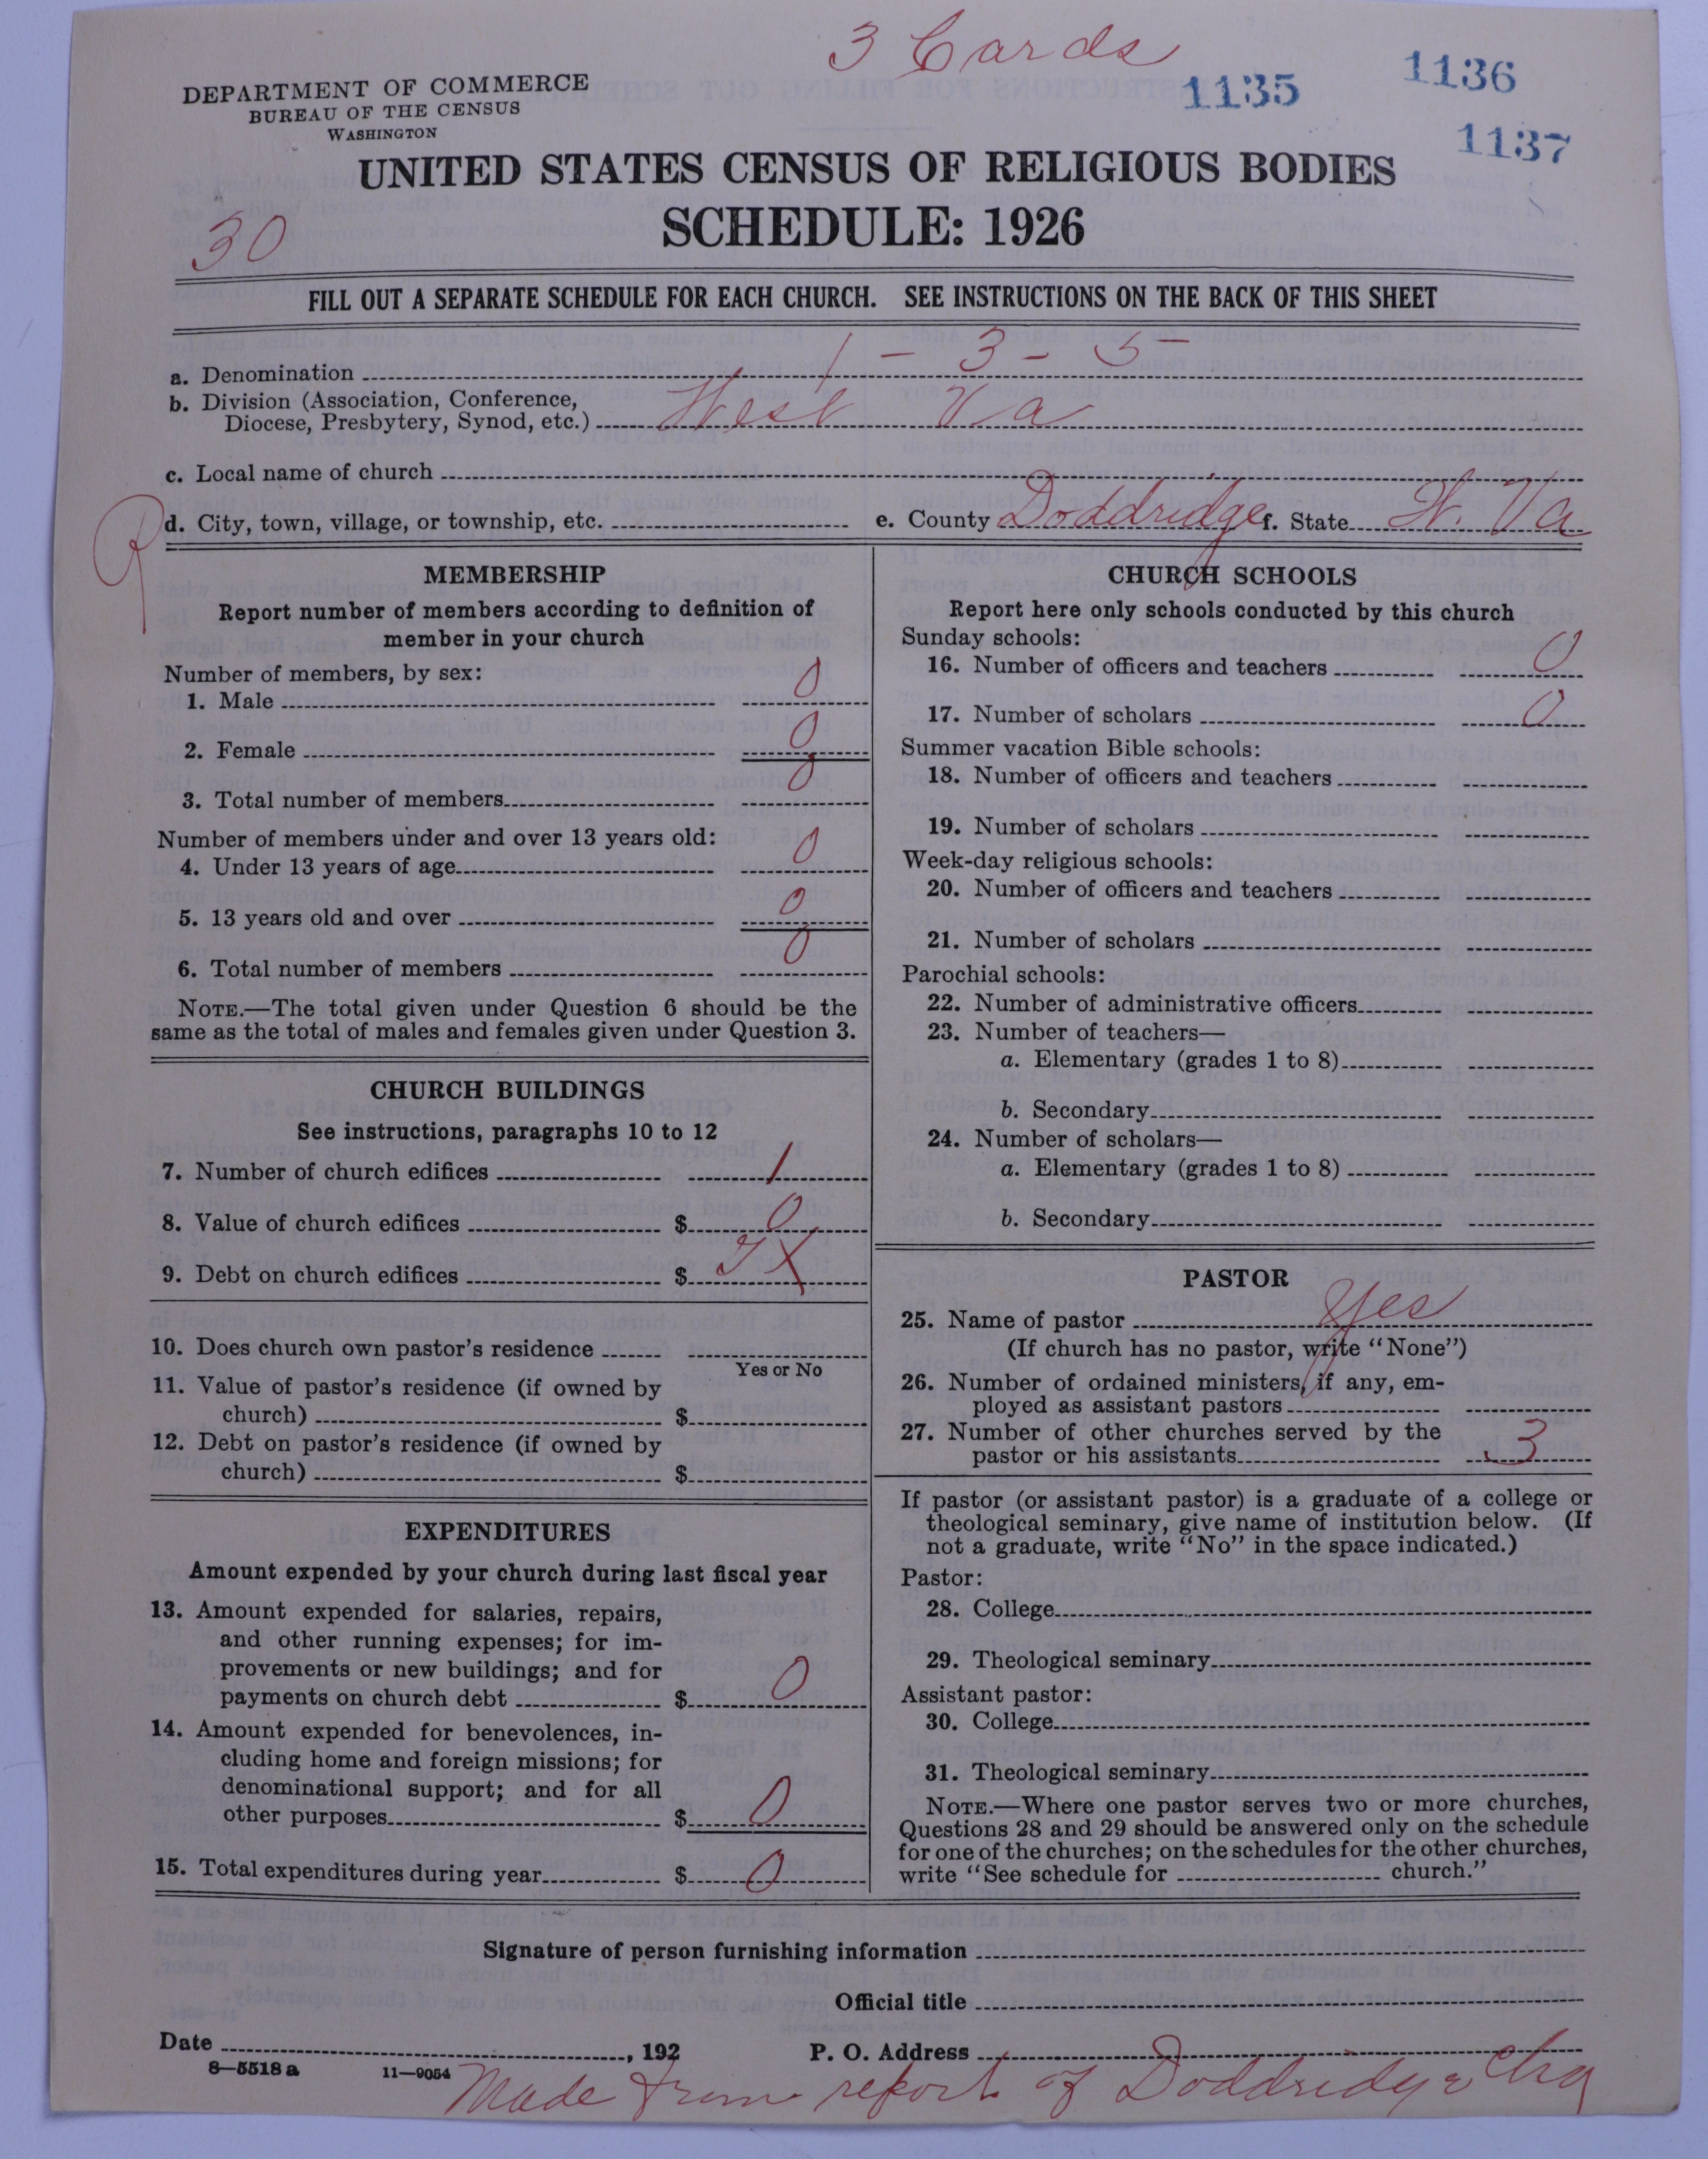 3 Cards
1135
1136
1137
DEPARTMENT OF COMMERCE
BUREAU OF THE CENSUS
WASHINGTON
UNITED STATES CENSUS OF RELIGIOUS BODIES
SCHEDULE: 1926
30
FILL OUT A SEPARATE SCHEDULE FOR EACH CHURCH. SEE INSTRUCTIONS ON THE BACK OF THIS SHEET
a. Denomination 1 - 3 - 5
b. Division (Association, Conference,
Diocese, Presbytery, Synod, etc.) West Va
c. Local name of church
R
d. City, town, village, or township, etc. e. County Doddridge f. State W. Va
MEMBERSHIP
Report number of members according to definition of
member in your church
Number of members, by sex:
1. Male 0
2. Female 0
3. Total number of members 0
Number of members under and over 13 years old:
4. Under 13 years of age 0
5. 13 years old and over 0
6. Total number of members 0
NOTE.—The total given under Question 6 should be the
same as the total of males and females given under Question 3.
CHURCH BUILDINGS
See instructions, paragraphs 10 to 12
7. Number of church edifices 1
8. Value of church edifices $ 0
9. Debt on church edifices $ X
10. Does church own pastor's residence
Yes or No
11. Value of pastor's residence (if owned by
church) $
12. Debt on pastor's residence (if owned by
church) $
EXPENDITURES
Amount expended by your church during last fiscal year
13. Amount expended for salaries, repairs,
and other running expenses; for im-
provements or new buildings; and for
payments on church debt $ 0
14. Amount expended for benevolences, in-
cluding home and foreign missions; for
denominational support; and for all
other purposes $ 0
15. Total expenditures during year $ 0
CHURCH SCHOOLS
Report here only schools conducted by this church
Sunday schools:
16. Number of officers and teachers 0
17. Number of scholars 0
Summer vacation Bible schools:
18. Number of officers and teachers
19. Number of scholars
Week-day religious schools:
20. Number of officers and teachers
21. Number of scholars
Parochial schools:
22. Number of administrative officers
23. Number of teachers—
a. Elementary (grades 1 to 8)
b. Secondary
24. Number of scholars—
a. Elementary (grades 1 to 8)
b. Secondary
PASTOR
25. Name of pastor Yes
(If church has no pastor, write "None")
26. Number of ordained ministers, if any, em-
ployed as assistant pastors
27. Number of other churches served by the
pastor or his assistants 3
If pastor (or assistant pastor) is a graduate of a college or
theological seminary, give name of institution below. (If
not a graduate, write "No" in the space indicated.)
Pastor:
28. College
29. Theological seminary
Assistant pastor:
30. College
31. Theological seminary
NOTE.—Where one pastor serves two or more churches,
Questions 28 and 29 should be answered only on the schedule
for one of the churches; on the schedules for the other churches,
write "See schedule for church."
Signature of person furnishing information
Official title
Date , 192 P. O. Address
8—5518 a 11—9054
Made from report of Doddridge Chg